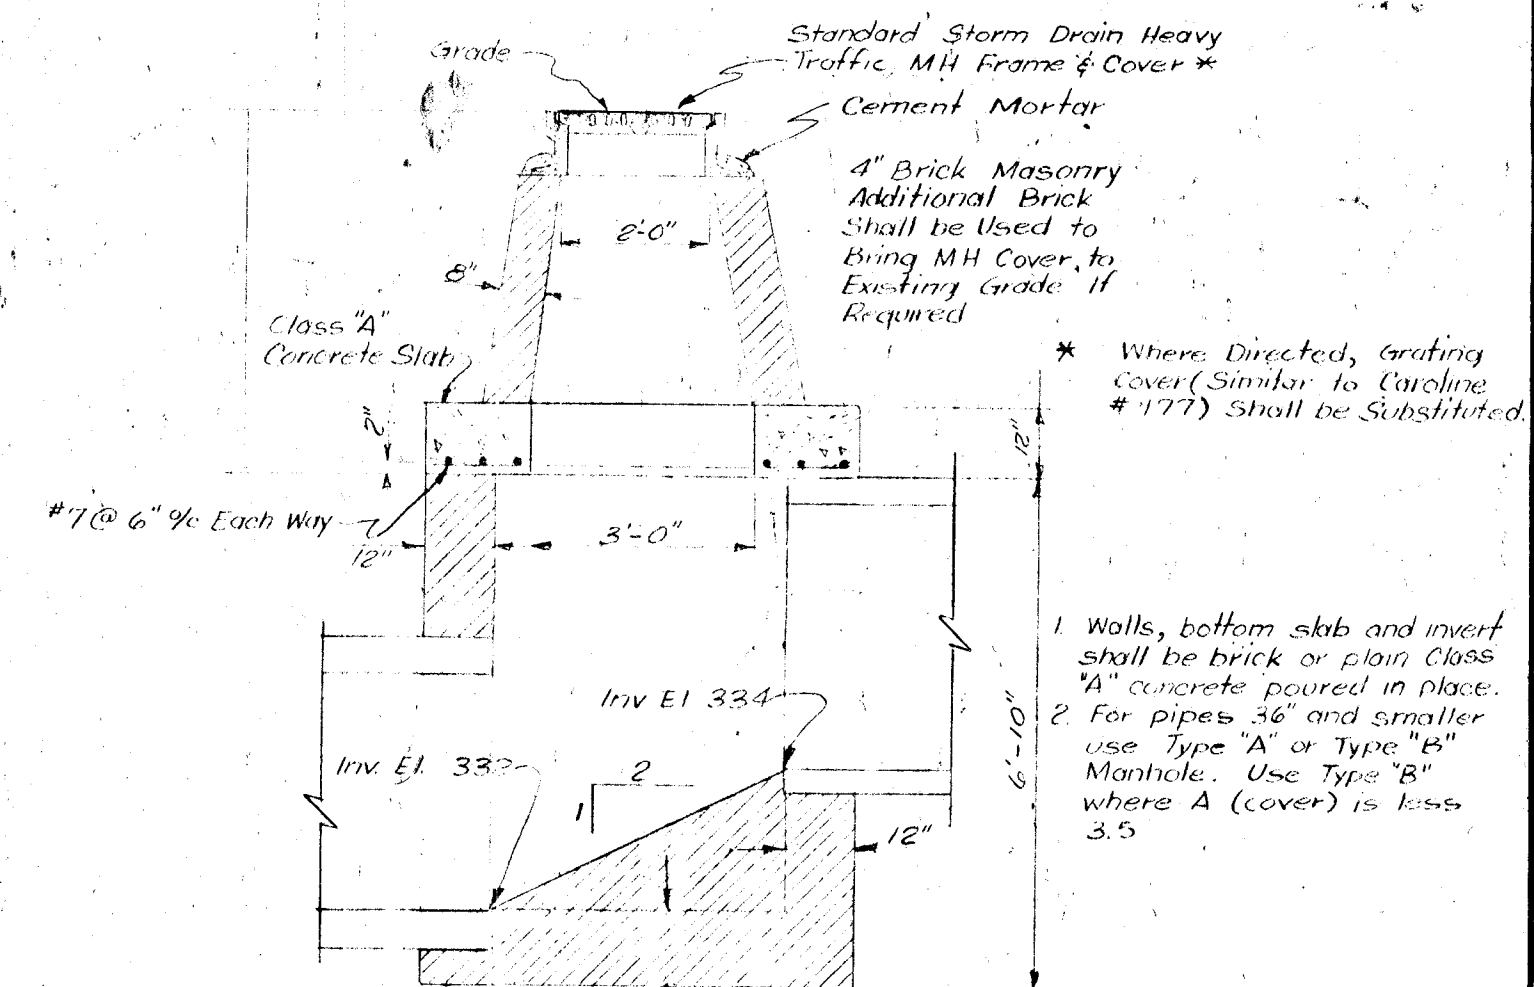 Grade
Standard Storm Drain Heavy
Traffic MH Frame & Cover *
Cement Mortar
4" Brick Masonry
Additional Brick
Shall be Used to
Bring MH Cover, to
Existing Grade If
Required
2'-0"
8"
Class "A"
Concrete Slab
* Where Directed, Grating
Cover (Similar to Caroline
#177) Shall be Substituted.
2"
12"
#7 @ 6" o/c Each Way
12"
3'-0"
1. Walls, bottom slab and invert
shall be brick or plain Class
"A" concrete poured in place.
2. For pipes 36" and smaller
use Type "A" or Type "B"
Manhole. Use Type "B"
where A (cover) is less
3.5
Inv El 334
6'-10"
Inv. El.
2
1
12"